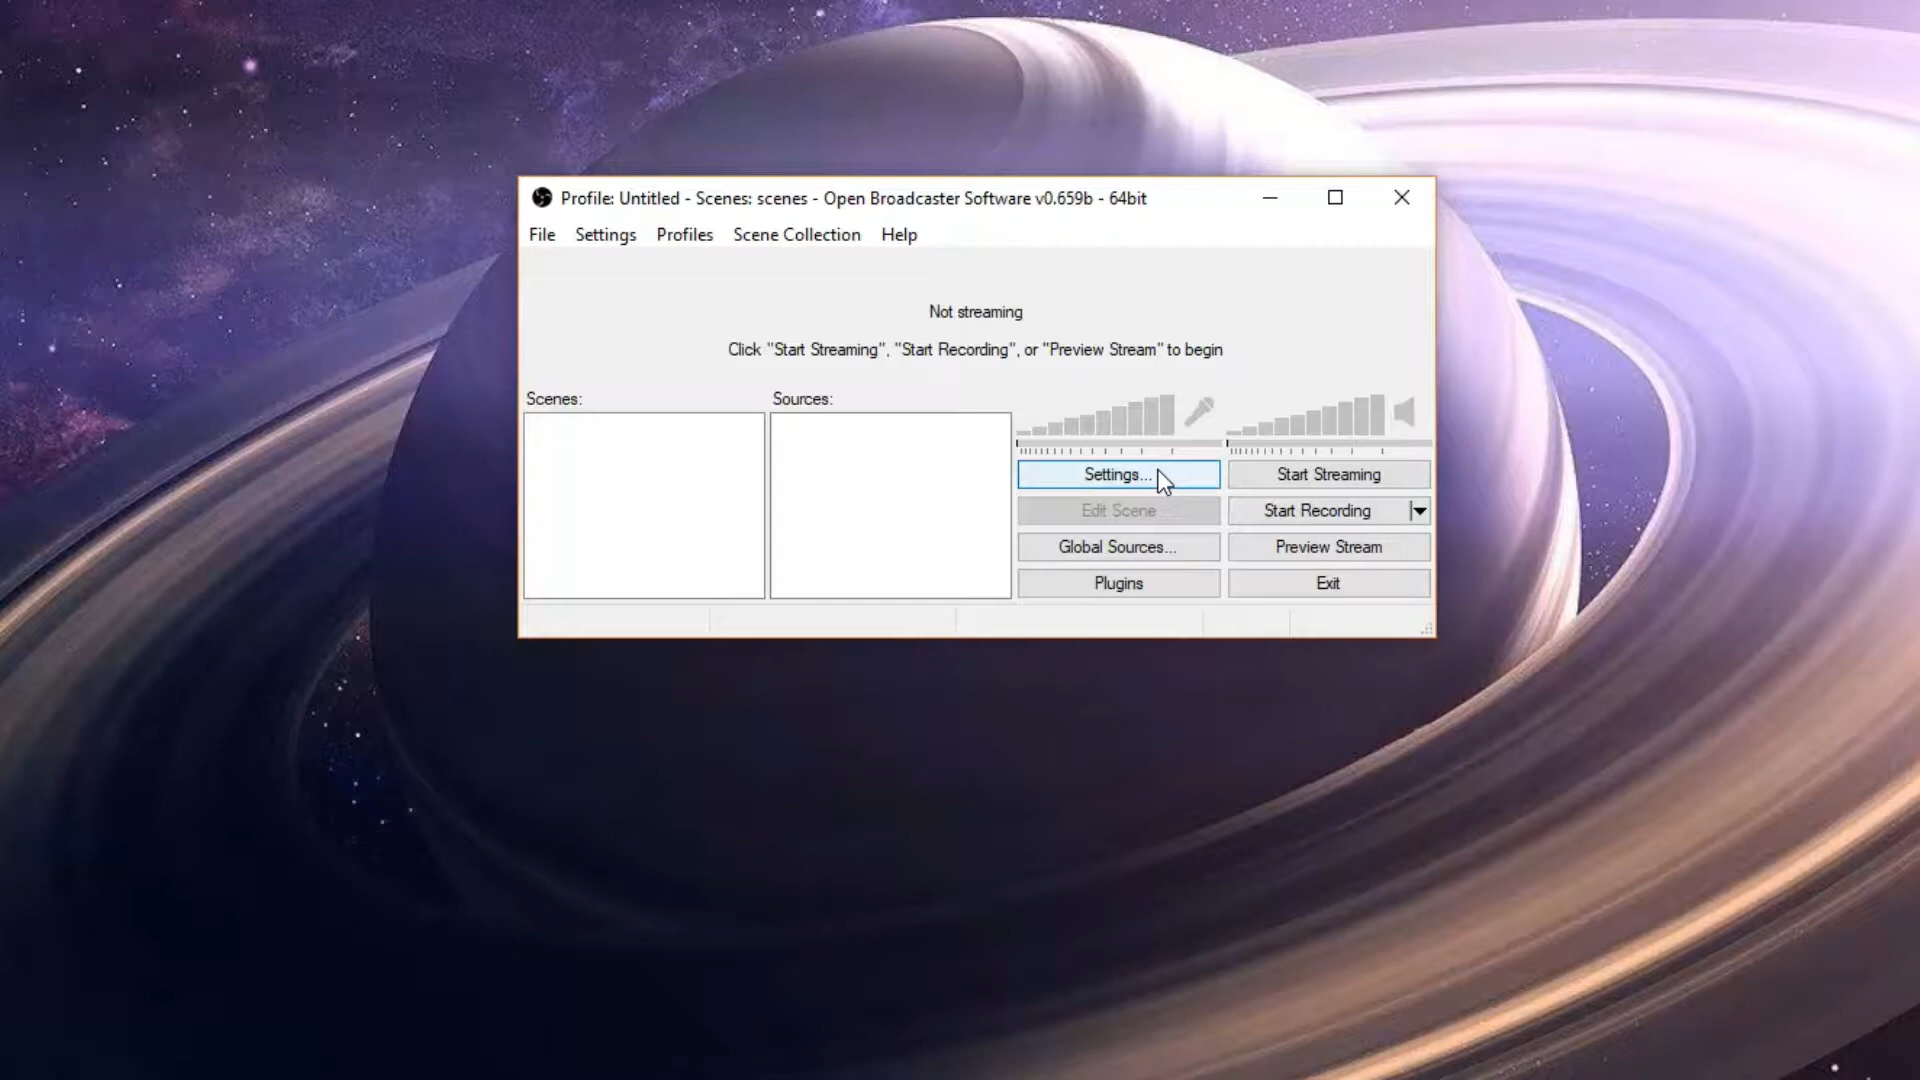 Profile: Untitled - Scenes: scenes - Open Broadcaster Software v0.659b - 64bit
File Settings Profiles Scene Collection Help
Not streaming
Click "Start Streaming", "Start Recording", or "Preview Stream" to begin
Scenes: Sources:
Settings... Start Streaming
Edit Scene Start Recording
Global Sources... Preview Stream
Plugins Exit